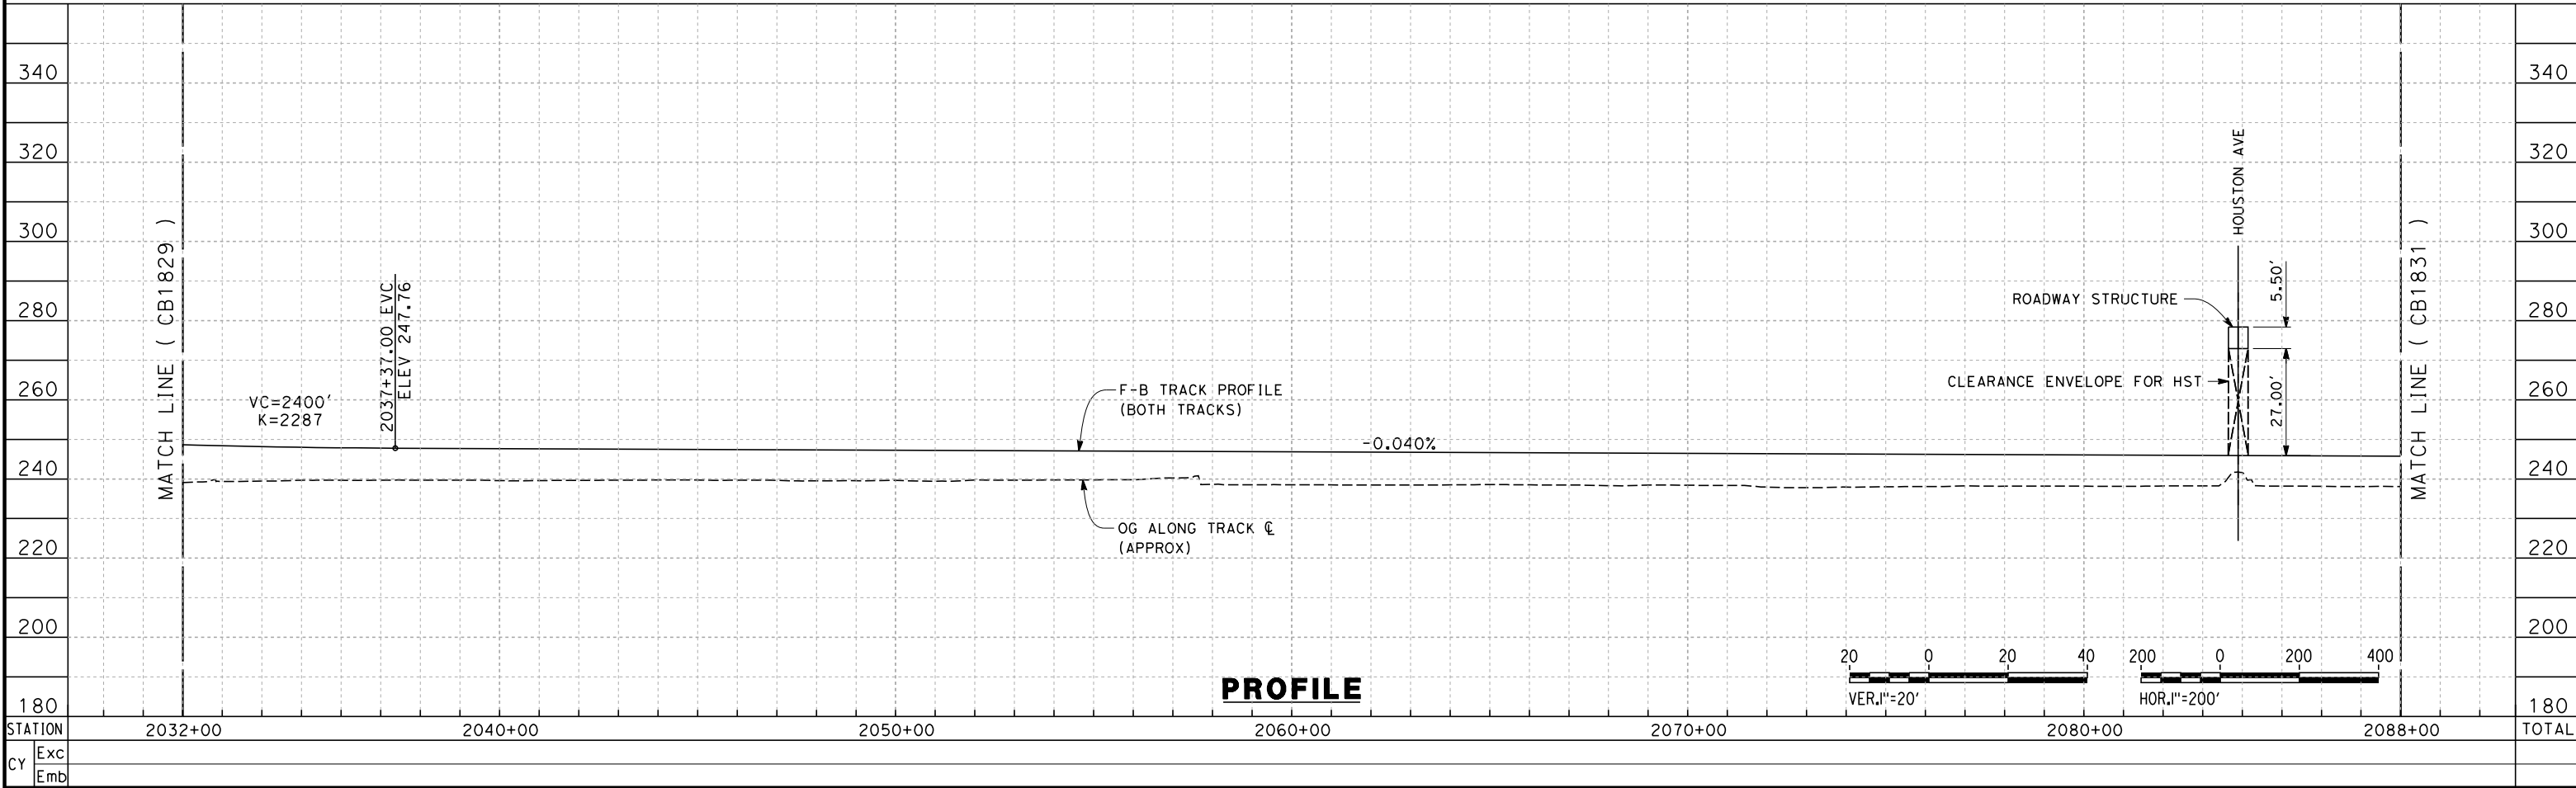 340
320
300
280
260
240
220
200
180
MATCH LINE ( CB1829 )
VC=2400'
K=2287
2037+37.00 EVC
ELEV 247.76
F-B TRACK PROFILE
(BOTH TRACKS)
OG ALONG TRACK ℄
(APPROX)
-0.040%
HOUSTON AVE
ROADWAY STRUCTURE
CLEARANCE ENVELOPE FOR HST
5.50'
27.00'
MATCH LINE ( CB1831 )
340
320
300
280
260
240
220
200
180
PROFILE
20 0 20 40
VER.1"=20'
200 0 200 400
HOR.1"=200'
STATION 2032+00 2040+00 2050+00 2060+00 2070+00 2080+00 2088+00 TOTAL
CY
Exc
Emb